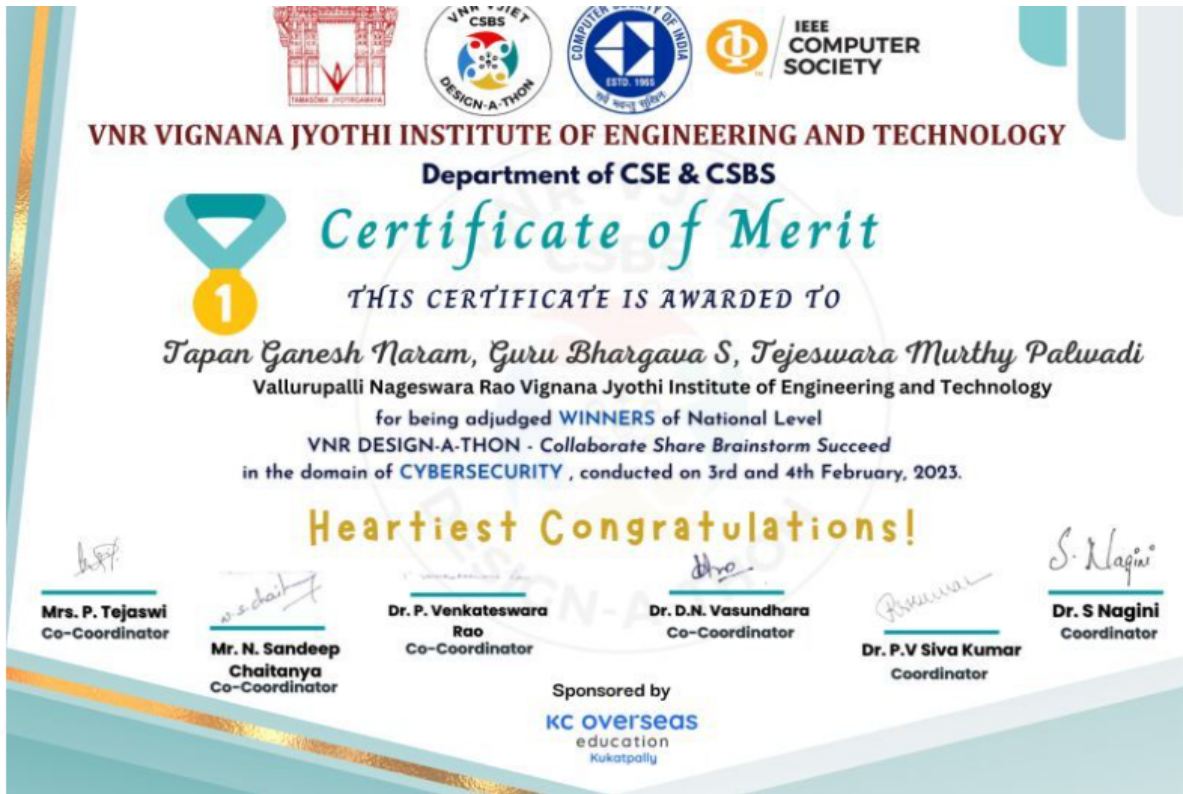 TAMASOMA JYOTIRGAMAYA
VNR VJIET
CSBS
DESIGN-A-THON
COMPUTER SOCIETY OF INDIA
ESTD. 1965
IEEE
COMPUTER
SOCIETY
TM
VNR VIGNANA JYOTHI INSTITUTE OF ENGINEERING AND TECHNOLOGY
Department of CSE & CSBS
Certificate of Merit
1
THIS CERTIFICATE IS AWARDED TO
Tapan Ganesh Naram, Guru Bhargava S, Tejeswara Murthy Palwadi
Vallurupalli Nageswara Rao Vignana Jyothi Institute of Engineering and Technology
for being adjudged WINNERS of National Level
VNR DESIGN-A-THON - Collaborate Share Brainstorm Succeed
in the domain of CYBERSECURITY , conducted on 3rd and 4th February, 2023.
Heartiest Congratulations!
S. Nagini
Mrs. P. Tejaswi
Co-Coordinator
Mr. N. Sandeep
Chaitanya
Co-Coordinator
Dr. P. Venkateswara
Rao
Co-Coordinator
Dr. D.N. Vasundhara
Co-Coordinator
Dr. P.V Siva Kumar
Coordinator
Dr. S Nagini
Coordinator
Sponsored by
KC overseas
education
Kukatpally